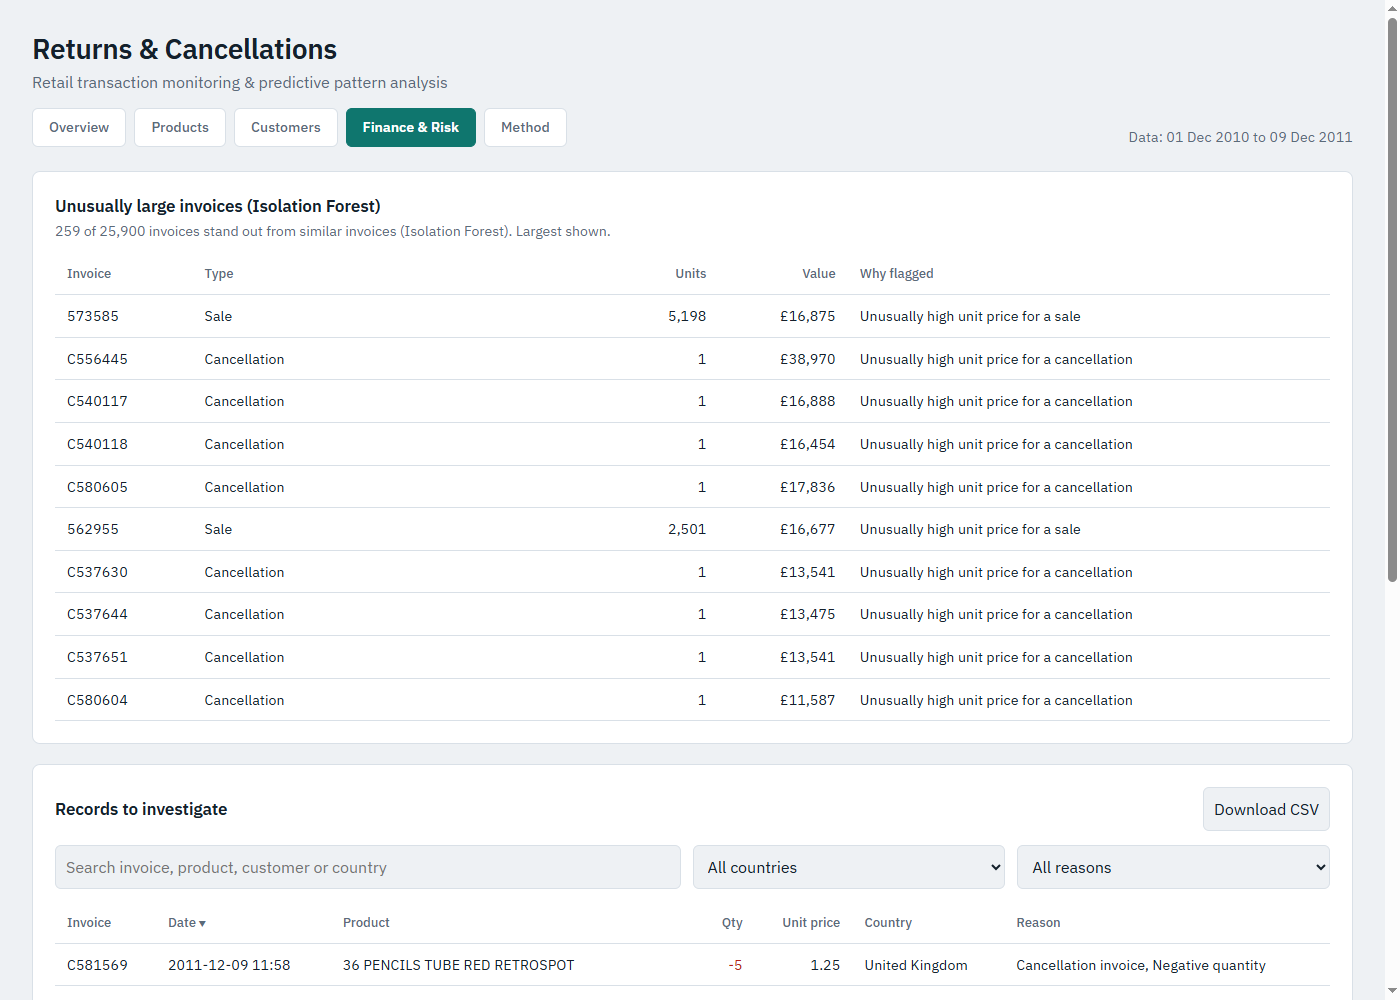 Returns & Cancellations
Retail transaction monitoring & predictive pattern analysis
Overview Products Customers Finance & Risk Method
Data: 01 Dec 2010 to 09 Dec 2011
Unusually large invoices (Isolation Forest)
259 of 25,900 invoices stand out from similar invoices (Isolation Forest). Largest shown.
Invoice Type Units Value Why flagged
573585 Sale 5,198 £16,875 Unusually high unit price for a sale
C556445 Cancellation 1 £38,970 Unusually high unit price for a cancellation
C540117 Cancellation 1 £16,888 Unusually high unit price for a cancellation
C540118 Cancellation 1 £16,454 Unusually high unit price for a cancellation
C580605 Cancellation 1 £17,836 Unusually high unit price for a cancellation
562955 Sale 2,501 £16,677 Unusually high unit price for a sale
C537630 Cancellation 1 £13,541 Unusually high unit price for a cancellation
C537644 Cancellation 1 £13,475 Unusually high unit price for a cancellation
C537651 Cancellation 1 £13,541 Unusually high unit price for a cancellation
C580604 Cancellation 1 £11,587 Unusually high unit price for a cancellation
Records to investigate
Download CSV
Search invoice, product, customer or country All countries All reasons
Invoice Date▼ Product Qty Unit price Country Reason
C581569 2011-12-09 11:58 36 PENCILS TUBE RED RETROSPOT -5 1.25 United Kingdom Cancellation invoice, Negative quantity